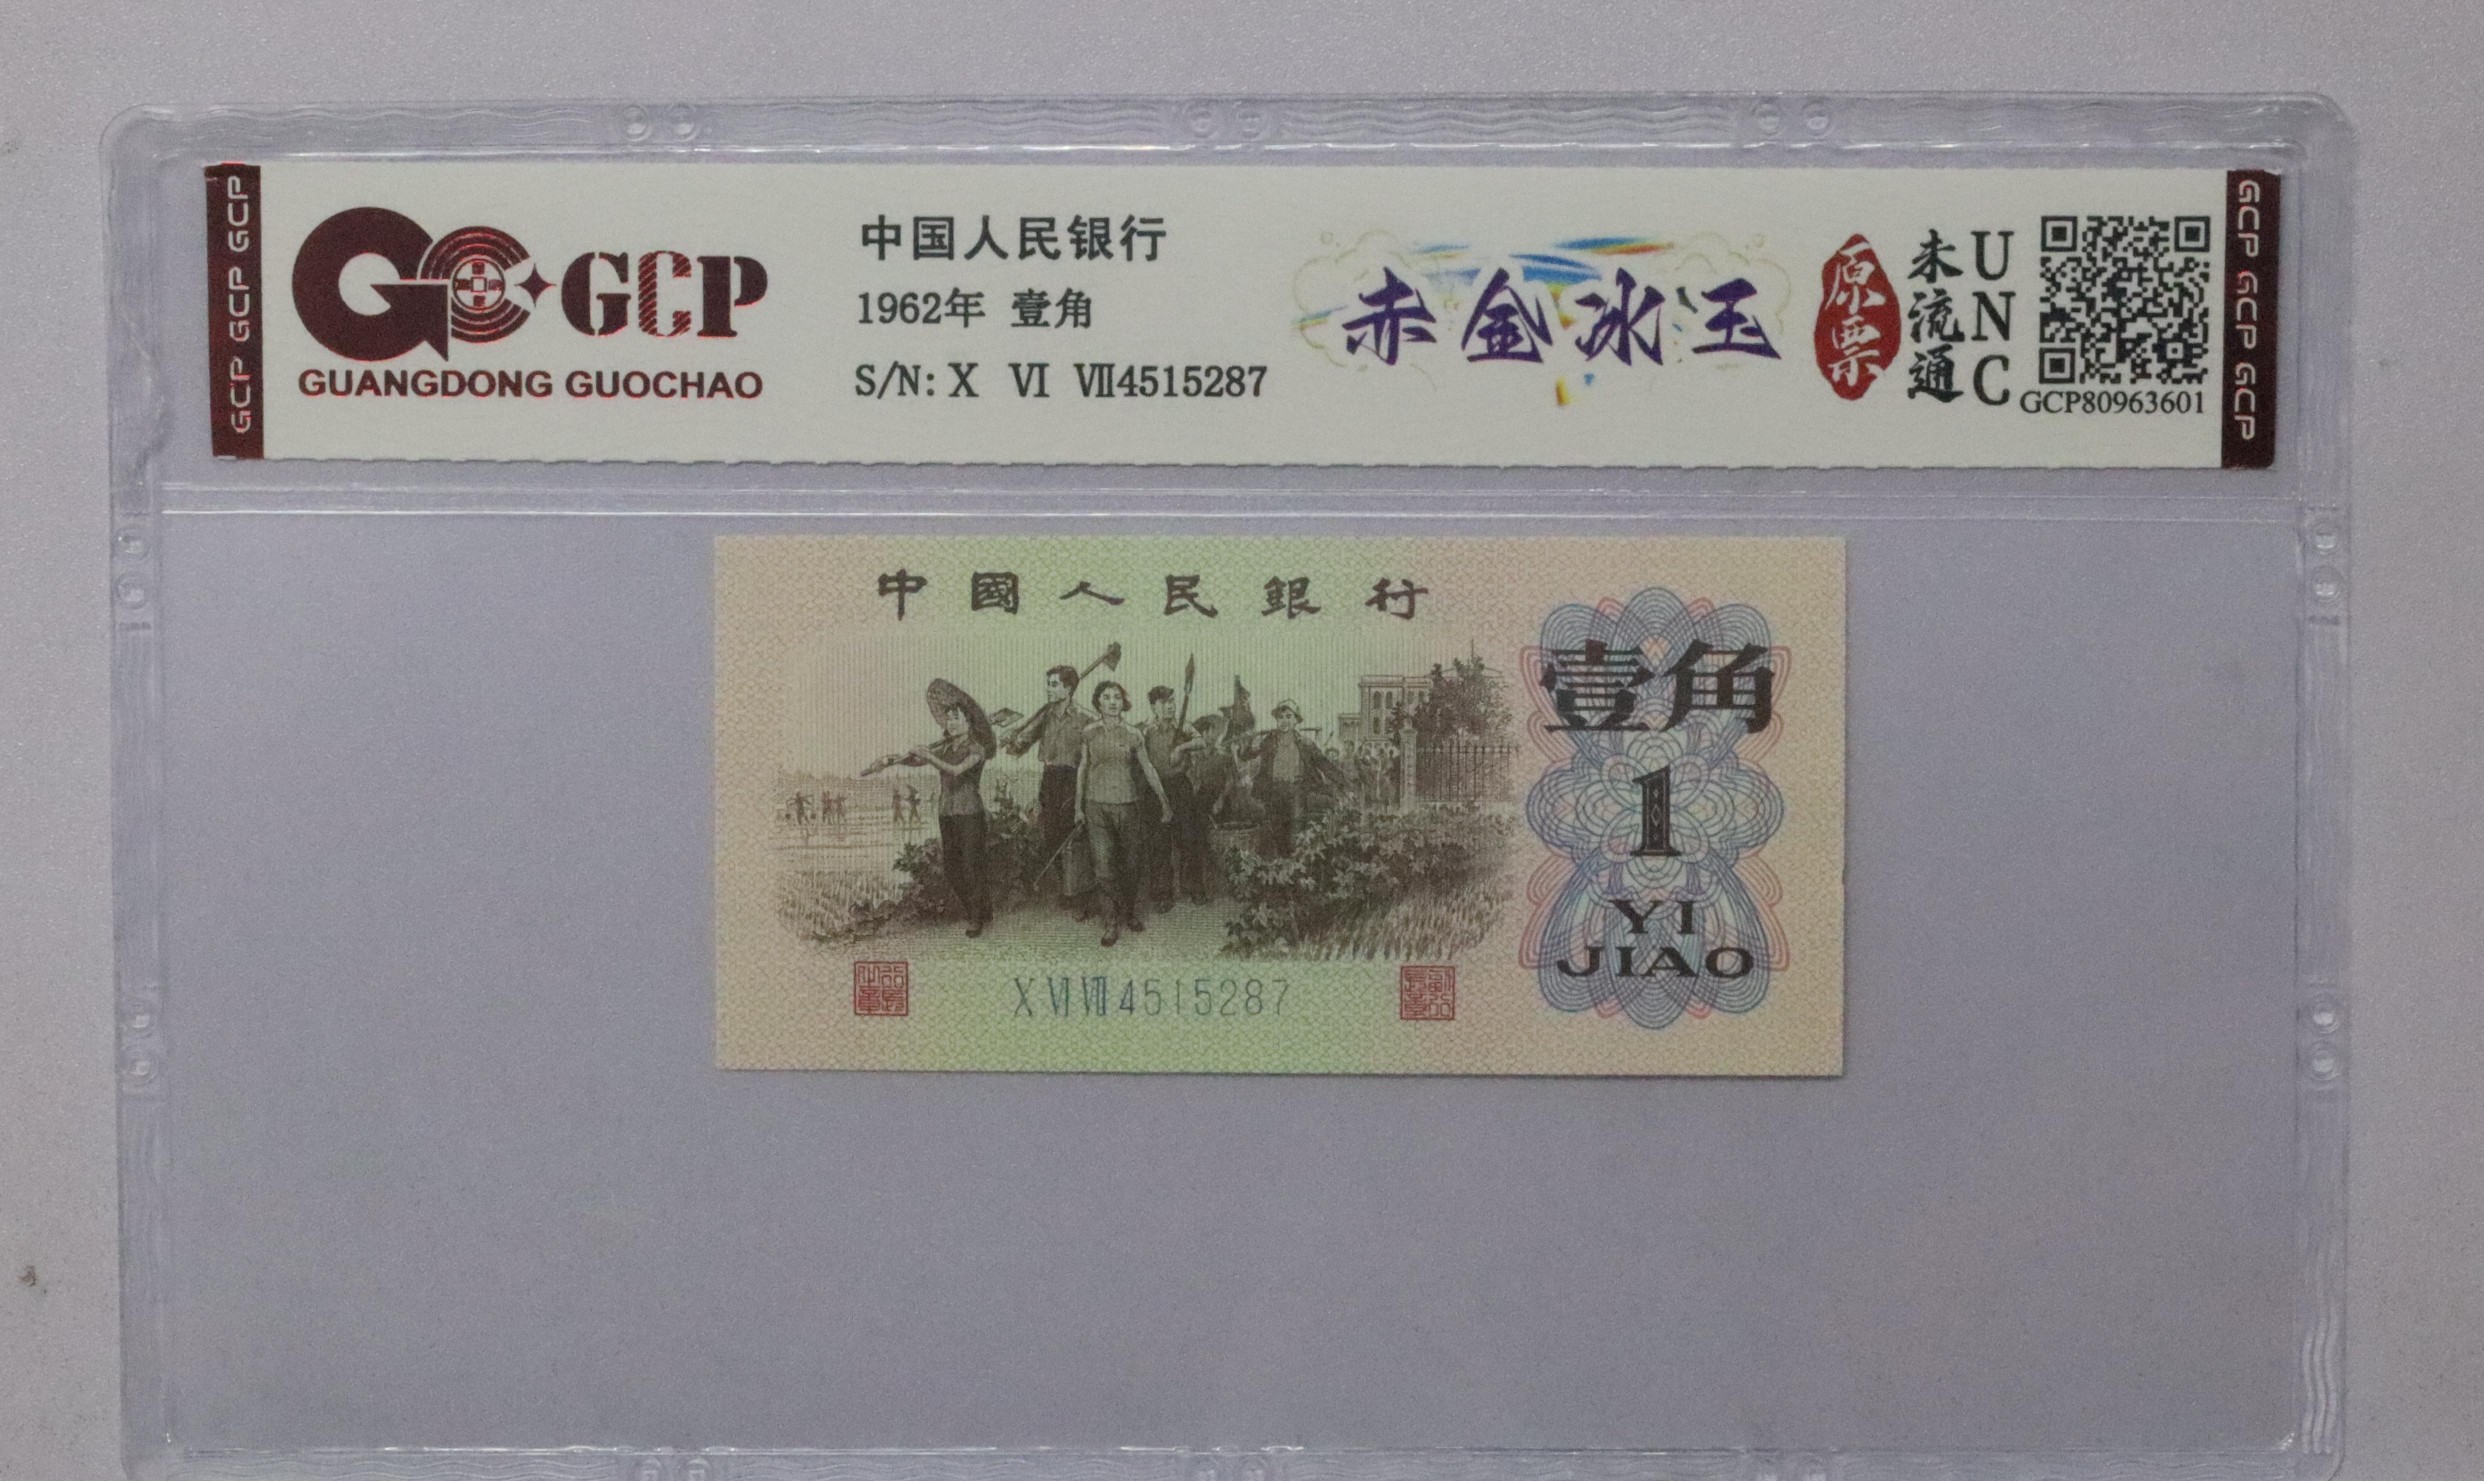 GCP GCP GCP
GCP
GUANGDONG GUOCHAO
中国人民银行
1962年 壹角
S/N: X Ⅵ Ⅶ4515287
赤金冰玉
原票
未流通
UNC
GCP80963601
GCP GCP GCP
中國人民銀行
壹角
1
YI
JIAO
X Ⅵ Ⅶ 4515287